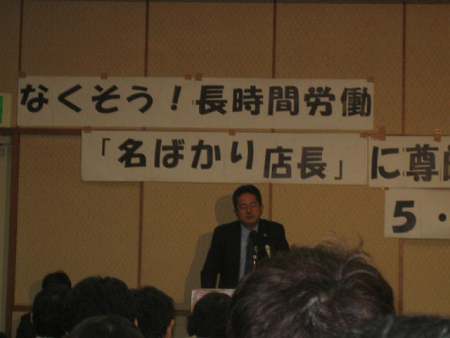 なくそう！長時間労働
「名ばかり店長」に尊
５・